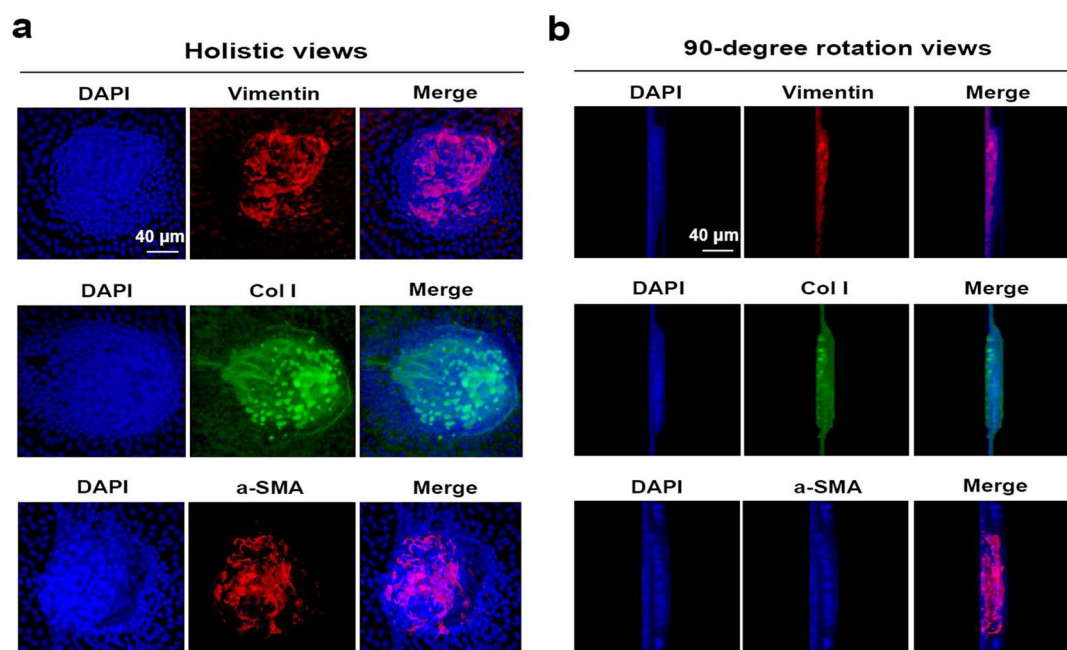 a
Holistic views
DAPI Vimentin Merge
40 µm
DAPI Col I Merge
DAPI a-SMA Merge
b
90-degree rotation views
DAPI Vimentin Merge
40 µm
DAPI Col I Merge
DAPI a-SMA Merge